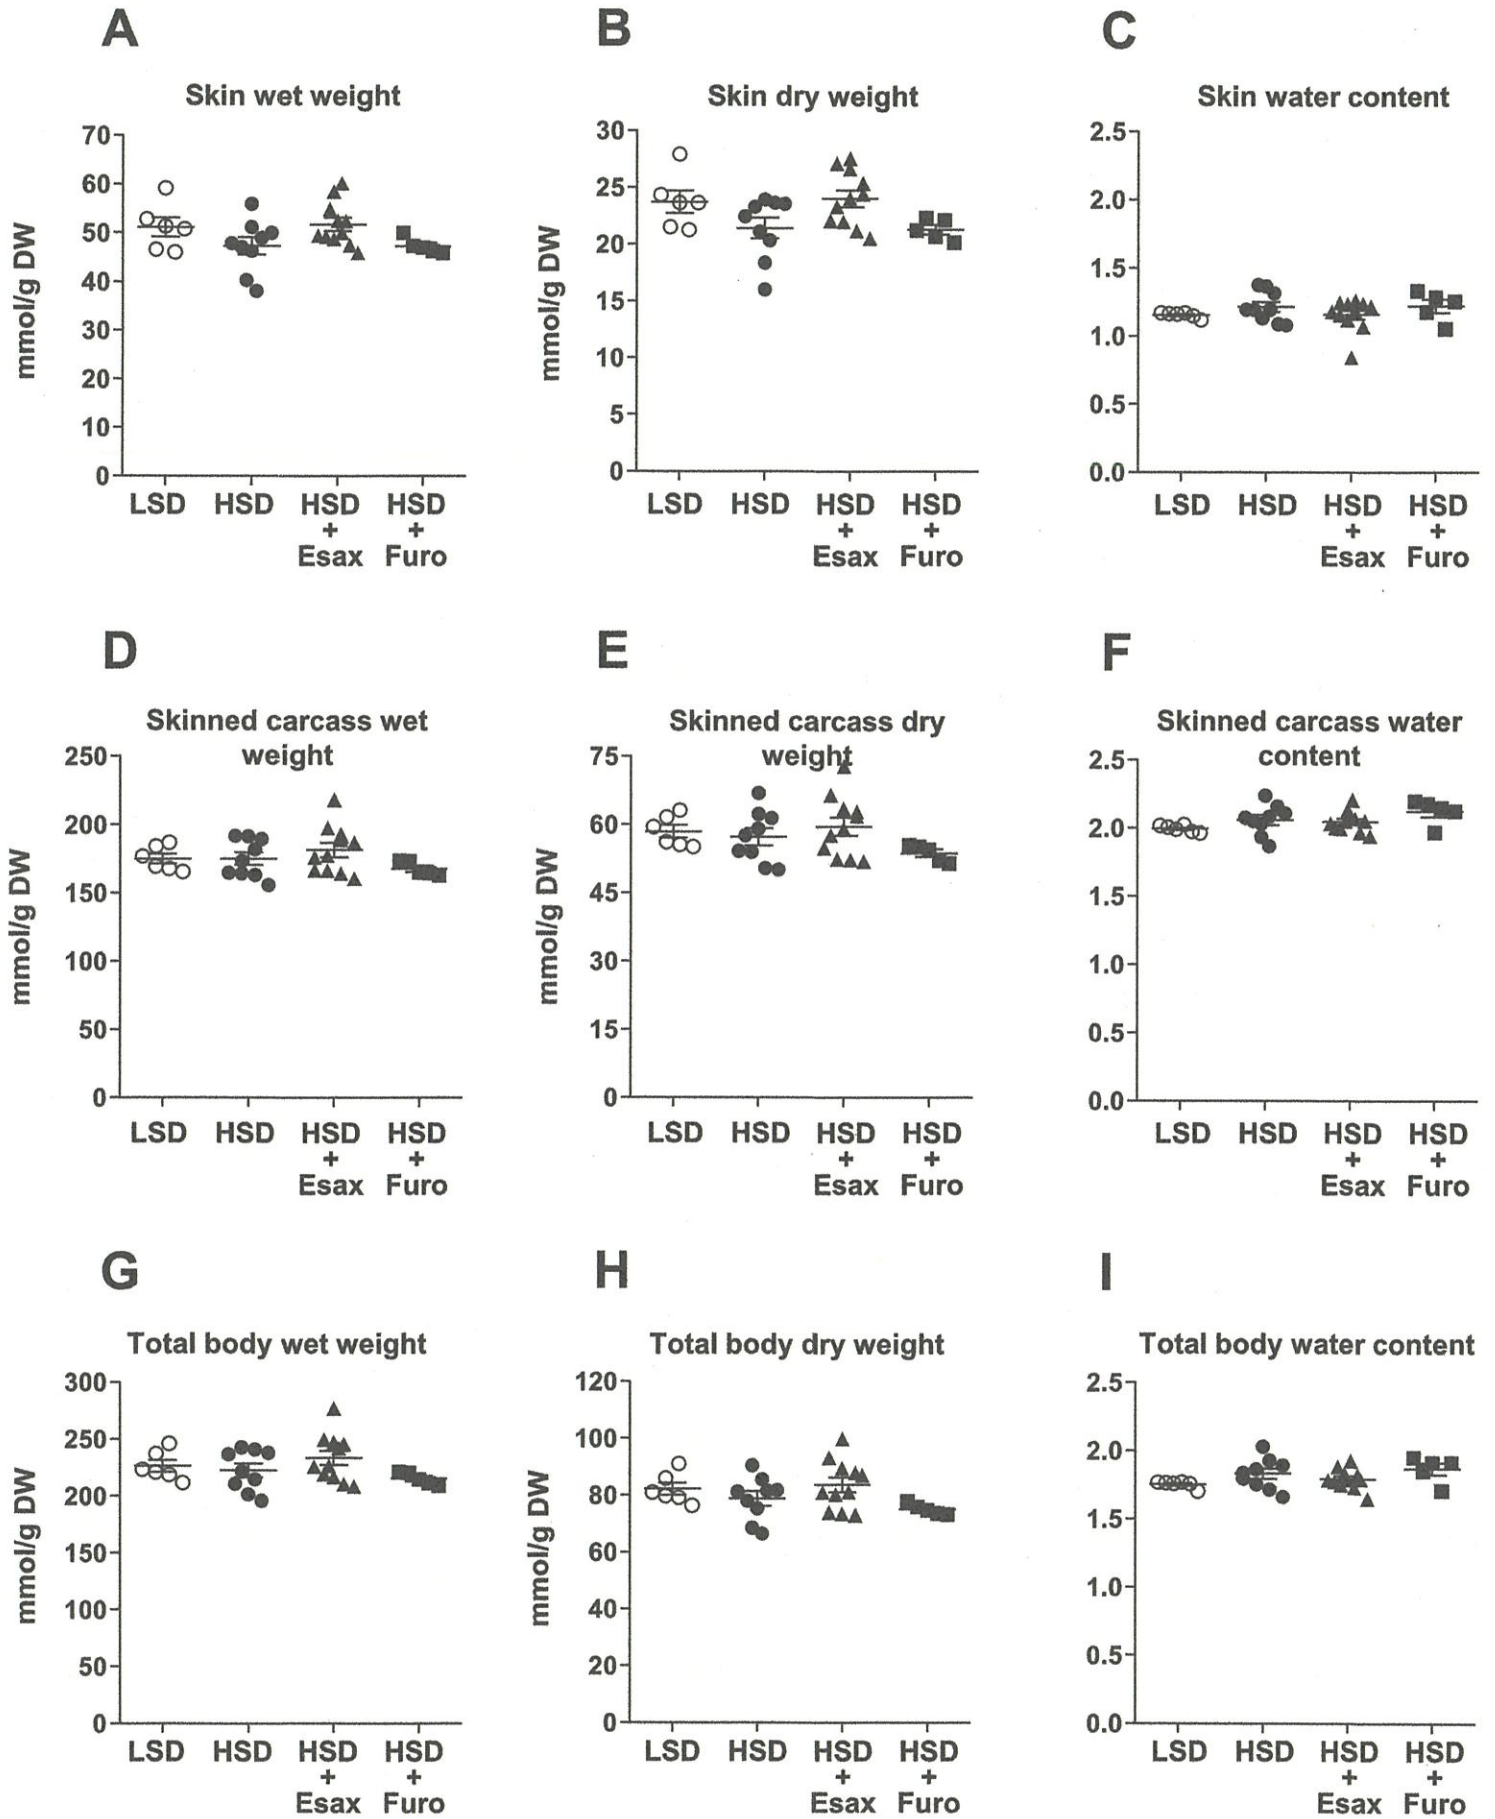 A
B
C
Skin wet weight
Skin dry weight
Skin water content
mmol/g DW
70
60
50
40
30
20
10
0
LSD HSD HSD HSD
+ +
Esax Furo
mmol/g DW
30
25
20
15
10
5
0
LSD HSD HSD HSD
+ +
Esax Furo
2.5
2.0
1.5
1.0
0.5
0.0
LSD HSD HSD HSD
+ +
Esax Furo
D
E
F
Skinned carcass wet
weight
Skinned carcass dry
weight
Skinned carcass water
content
mmol/g DW
250
200
150
100
50
0
LSD HSD HSD HSD
+ +
Esax Furo
mmol/g DW
75
60
45
30
15
0
LSD HSD HSD HSD
+ +
Esax Furo
2.5
2.0
1.5
1.0
0.5
0.0
LSD HSD HSD HSD
+ +
Esax Furo
G
H
I
Total body wet weight
Total body dry weight
Total body water content
mmol/g DW
300
250
200
150
100
50
0
LSD HSD HSD HSD
+ +
Esax Furo
mmol/g DW
120
100
80
60
40
20
0
LSD HSD HSD HSD
+ +
Esax Furo
2.5
2.0
1.5
1.0
0.5
0.0
LSD HSD HSD HSD
+ +
Esax Furo